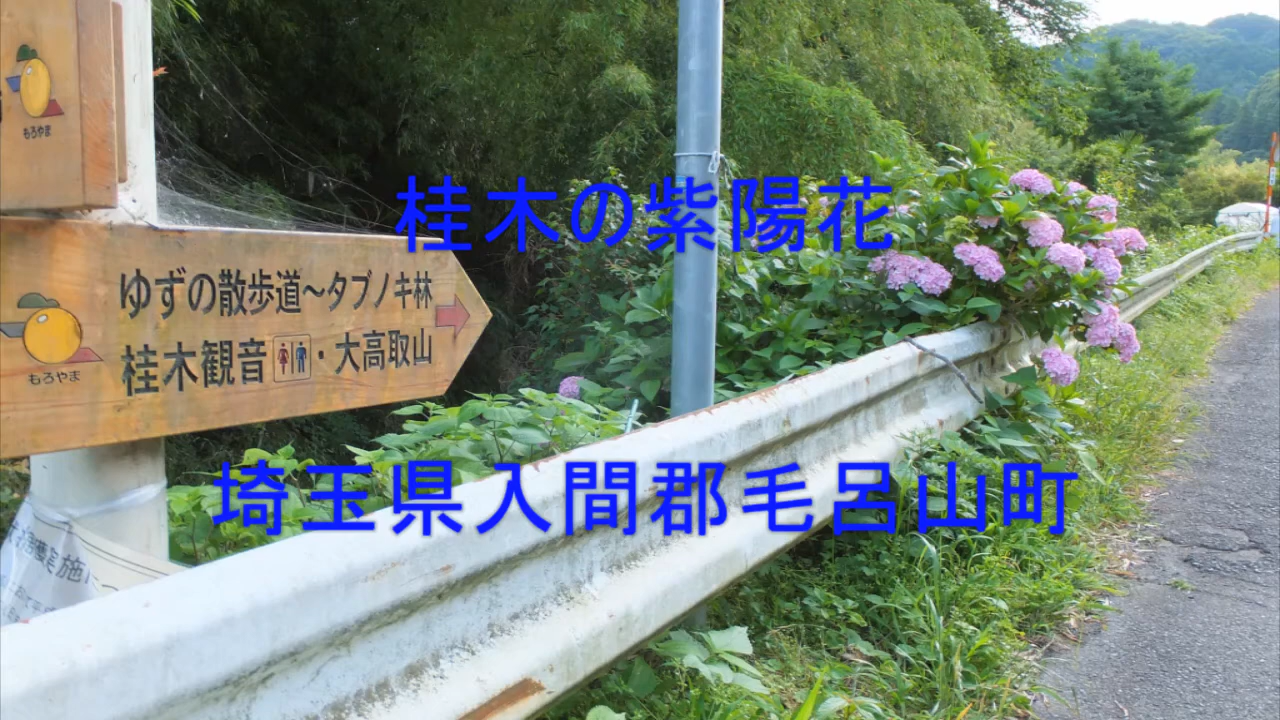 もろやま
桂木の紫陽花
ゆずの散歩道～タブノキ林
桂木観音・大高取山
もろやま
埼玉県入間郡毛呂山町
実施